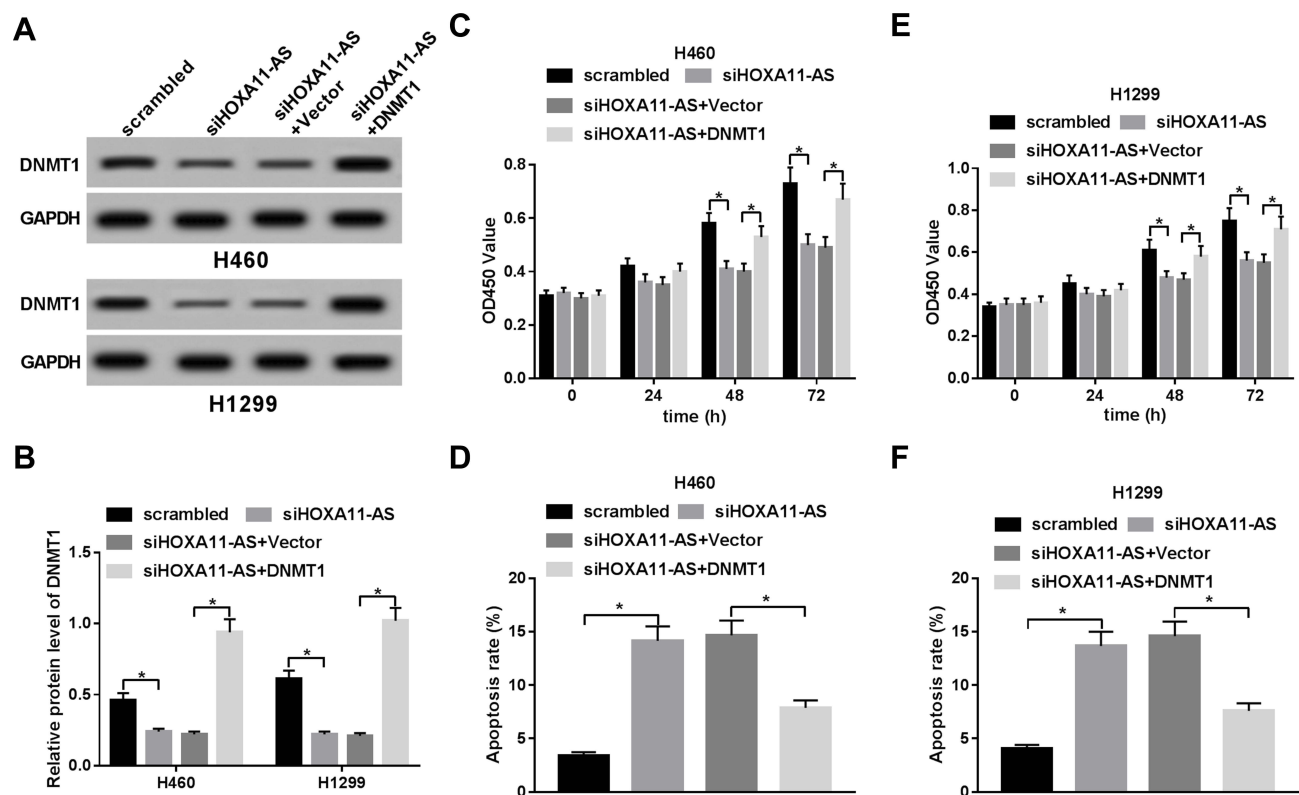 A
scrambled
siHOXA11-AS
siHOXA11-AS
+Vector
siHOXA11-AS
+DNMT1
DNMT1
GAPDH
H460
DNMT1
GAPDH
H1299
B
scrambled siHOXA11-AS
siHOXA11-AS+Vector
siHOXA11-AS+DNMT1
Relative protein level of DNMT1
1.5
1.0
0.5
0.0
* * * *
H460 H1299
C
H460
scrambled siHOXA11-AS
siHOXA11-AS+Vector
siHOXA11-AS+DNMT1
OD450 Value
0.8
0.6
0.4
0.2
0.0
* * * *
0 24 48 72
time (h)
D
H460
scrambled siHOXA11-AS
siHOXA11-AS+Vector
siHOXA11-AS+DNMT1
Apoptosis rate (%)
20
15
10
5
0
* *
E
H1299
scrambled siHOXA11-AS
siHOXA11-AS+Vector
siHOXA11-AS+DNMT1
OD450 Value
1.0
0.8
0.6
0.4
0.2
0.0
* * * *
0 24 48 72
time (h)
F
H1299
scrambled siHOXA11-AS
siHOXA11-AS+Vector
siHOXA11-AS+DNMT1
Apoptosis rate (%)
20
15
10
5
0
* *